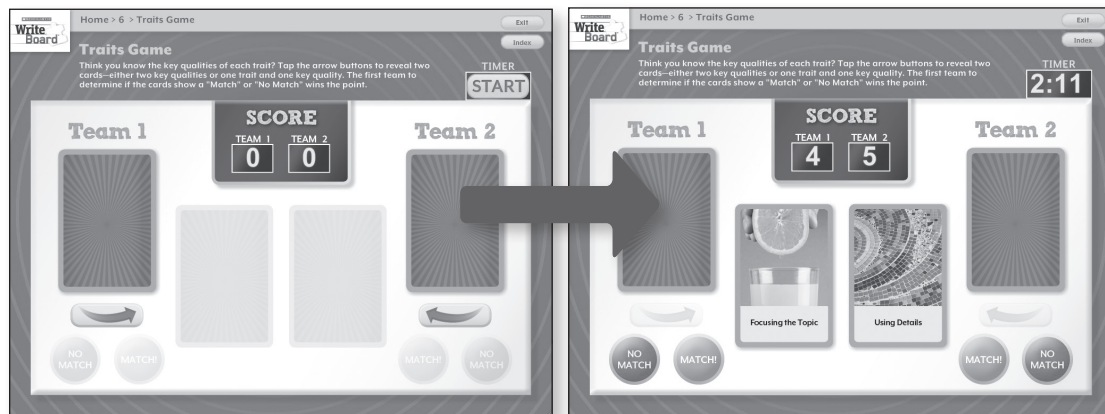 SCHOLASTIC
Write
Board
Home > 6 > Traits Game
Exit
Index
Traits Game
Think you know the key qualities of each trait? Tap the arrow buttons to reveal two
cards—either two key qualities or one trait and one key quality. The first team to
determine if the cards show a "Match" or "No Match" wins the point.
TIMER
START
SCORE
TEAM 1 TEAM 2
0 0
Team 1
Team 2
NO
MATCH
MATCH!
MATCH!
NO
MATCH
SCHOLASTIC
Write
Board
Home > 6 > Traits Game
Exit
Index
Traits Game
Think you know the key qualities of each trait? Tap the arrow buttons to reveal two
cards—either two key qualities or one trait and one key quality. The first team to
determine if the cards show a "Match" or "No Match" wins the point.
TIMER
2:11
SCORE
TEAM 1 TEAM 2
4 5
Team 1
Team 2
Focusing the Topic
Using Details
NO
MATCH
MATCH!
MATCH!
NO
MATCH